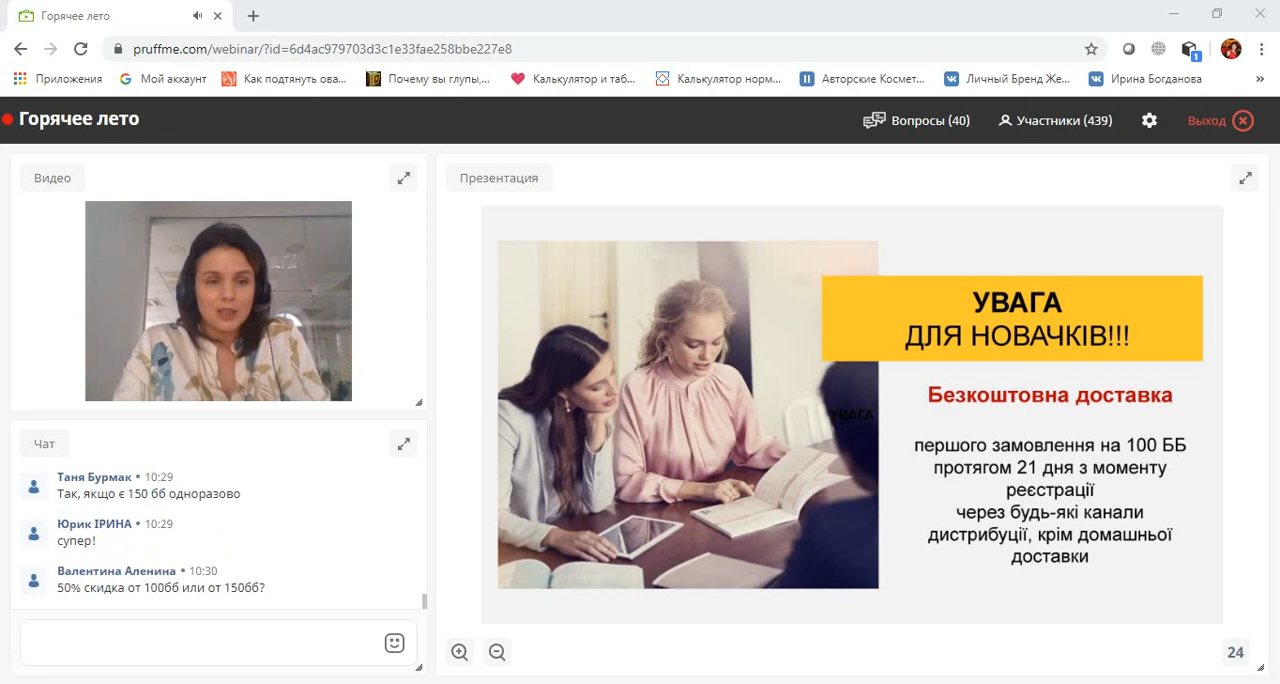 Горячее лето
pruffme.com/webinar/?id=6d4ac979703d3c1e33fae258bbe227e8
Приложения
Мой аккаунт
Как подтянуть ова...
Почему вы глупы,...
Калькулятор и таб...
Калькулятор норм...
Авторские Космет...
Личный Бренд Же...
Ирина Богданова
»
1
Горячее лето
Вопросы (40)
Участники (439)
Выход
Видео
Презентация
УВАГА
ДЛЯ НОВАЧКІВ!!!
Безкоштовна доставка
УВАГА
першого замовлення на 100 ББ
протягом 21 дня з моменту
реєстрації
через будь-які канали
дистрибуції, крім домашньої
доставки
24
Чат
Таня Бурмак • 10:29
Так, якщо є 150 бб одноразово
Юрик ІРИНА • 10:29
супер!
Валентина Аленина • 10:30
50% скидка от 100бб или от 150бб?